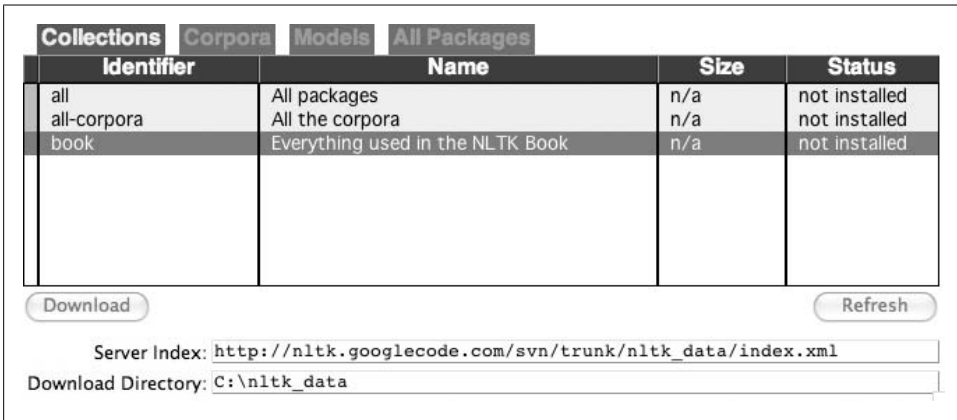 Collections Corpora Models All Packages
Identifier Name Size Status
all All packages n/a not installed
all-corpora All the corpora n/a not installed
book Everything used in the NLTK Book n/a not installed
Download Refresh
Server Index: http://nltk.googlecode.com/svn/trunk/nltk_data/index.xml
Download Directory: C:\nltk_data